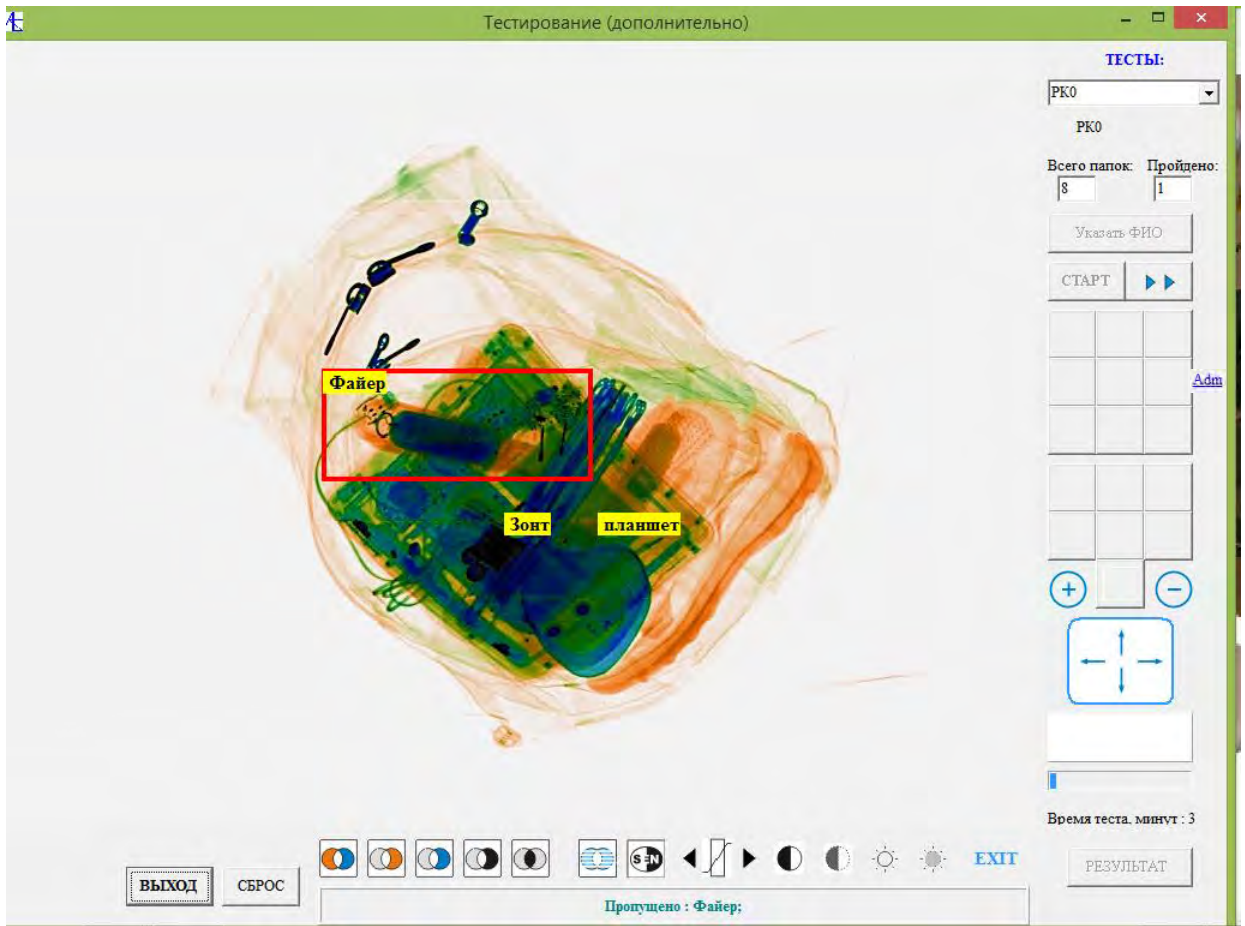 Тестирование (дополнительно)
ТЕСТЫ:
РК0
РК0
Всего папок: Пройдено:
8 1
Указать ФИО
СТАРТ
Adm
Файер
Зонт
планшет
Время теста, минут : 3
SEN
EXIT
РЕЗУЛЬТАТ
ВЫХОД
СБРОС
Пропущено : Файер;